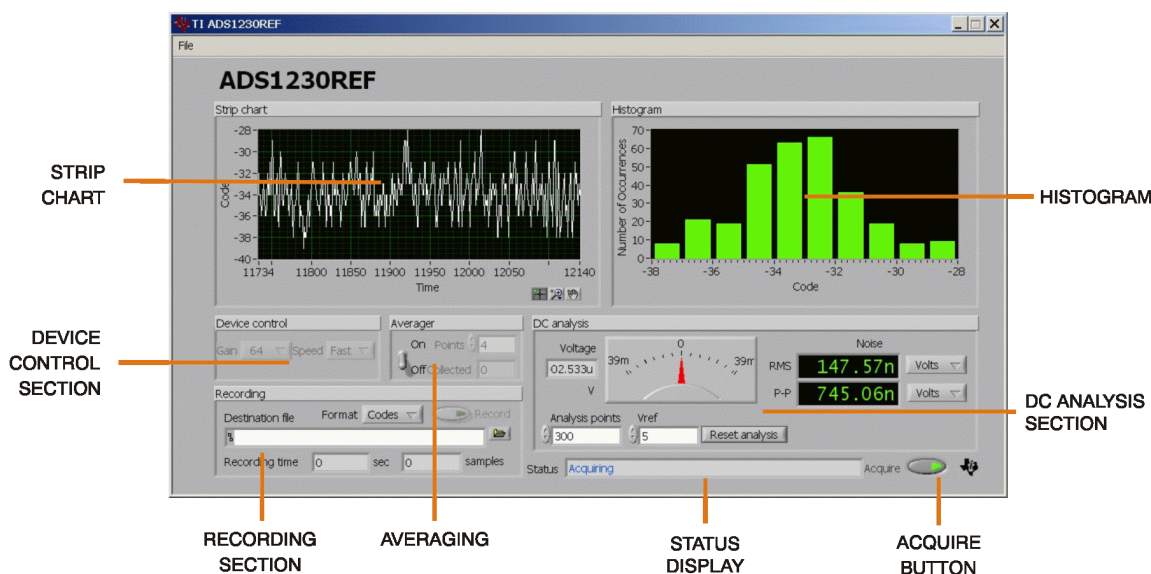 TI ADS1230REF
File
ADS1230REF
Strip chart
-28
-30
-32
-34
-36
-38
-40
Code
11734
11800
11850
11900
11950
12000
12050
12140
Time
Histogram
70
60
50
40
30
20
10
0
Number of Occurrences
-38
-36
-34
-32
-30
-28
Code
STRIP
CHART
HISTOGRAM
Device control
Gain 64 Speed Fast
Averager
On Points 4
Off Collected 0
DC analysis
Voltage
-02.533u
V
39m 0 39m
Noise
RMS 147.57n Volts
P-P 745.06n Volts
Analysis points Vref
300 5 Reset analysis
DEVICE
CONTROL
SECTION
DC ANALYSIS
SECTION
Recording
Destination file Format Codes Record
%
Recording time 0 sec 0 samples
Status Acquiring Acquire
RECORDING
SECTION
AVERAGING
STATUS
DISPLAY
ACQUIRE
BUTTON